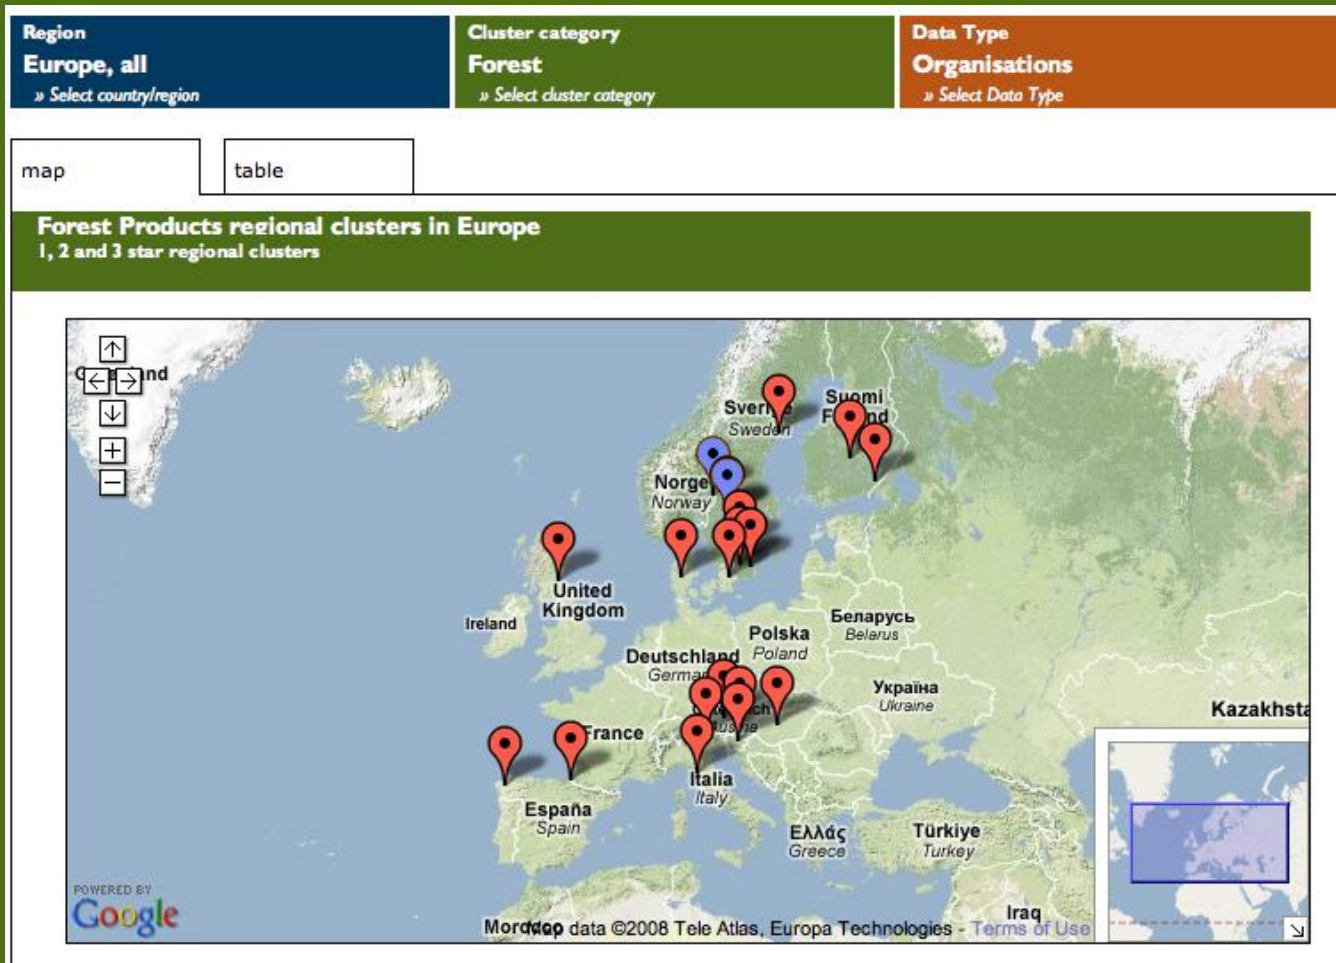 Region
Europe, all
» Select country/region
Cluster category
Forest
» Select cluster category
Data Type
Organisations
» Select Data Type
map
table
Forest Products regional clusters in Europe
1, 2 and 3 star regional clusters
Sweden
Suomi
Norge
Norway
United
Kingdom
Ireland
Беларусь
Belarus
Polska
Poland
Deutschland
Україна
Ukraine
Kazakhsta
France
Italia
Italy
España
Spain
Ελλάς
Greece
Türkiye
Turkey
Iraq
POWERED BY
Google
Map data ©2008 Tele Atlas, Europa Technologies - Terms of Use